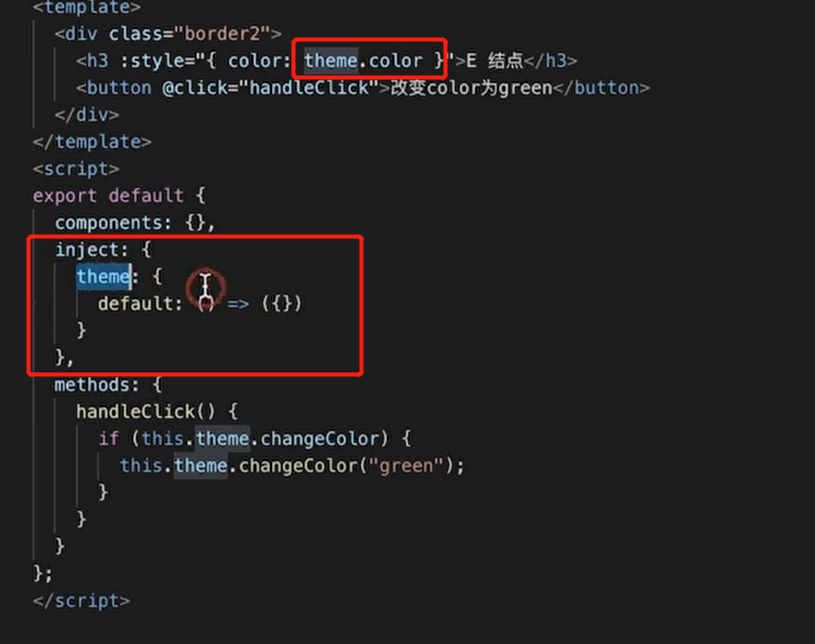 <template>
<div class="border2">
<h3 :style="{ color: theme.color }">E 结点</h3>
<button @click="handleClick">改变color为green</button>
</div>
</template>
<script>
export default {
components: {},
inject: {
theme: {
default: () => ({})
}
},
methods: {
handleClick() {
if (this.theme.changeColor) {
this.theme.changeColor("green");
}
}
}
};
</script>